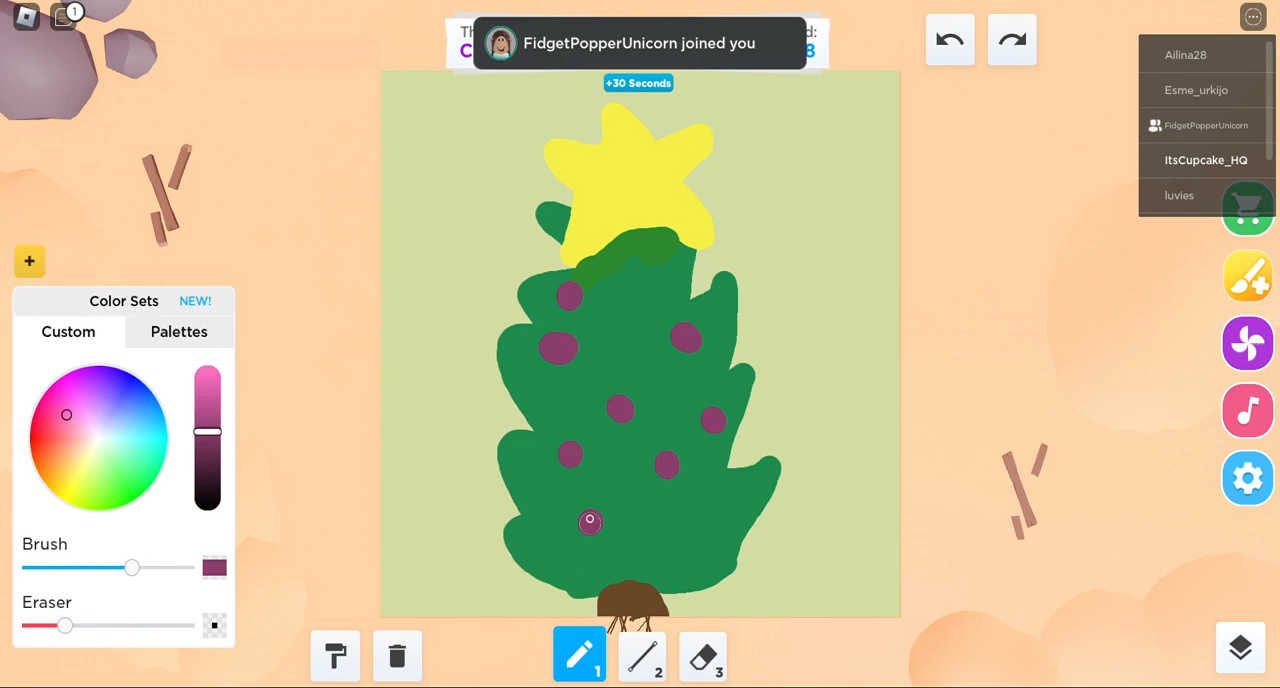 1
FidgetPopperUnicorn joined you
+30 Seconds
Ailina28
Esme_urkijo
FidgetPopperUnicorn
ItsCupcake_HQ
luvies
+
Color Sets NEW!
Custom Palettes
Brush
Eraser
1 2 3